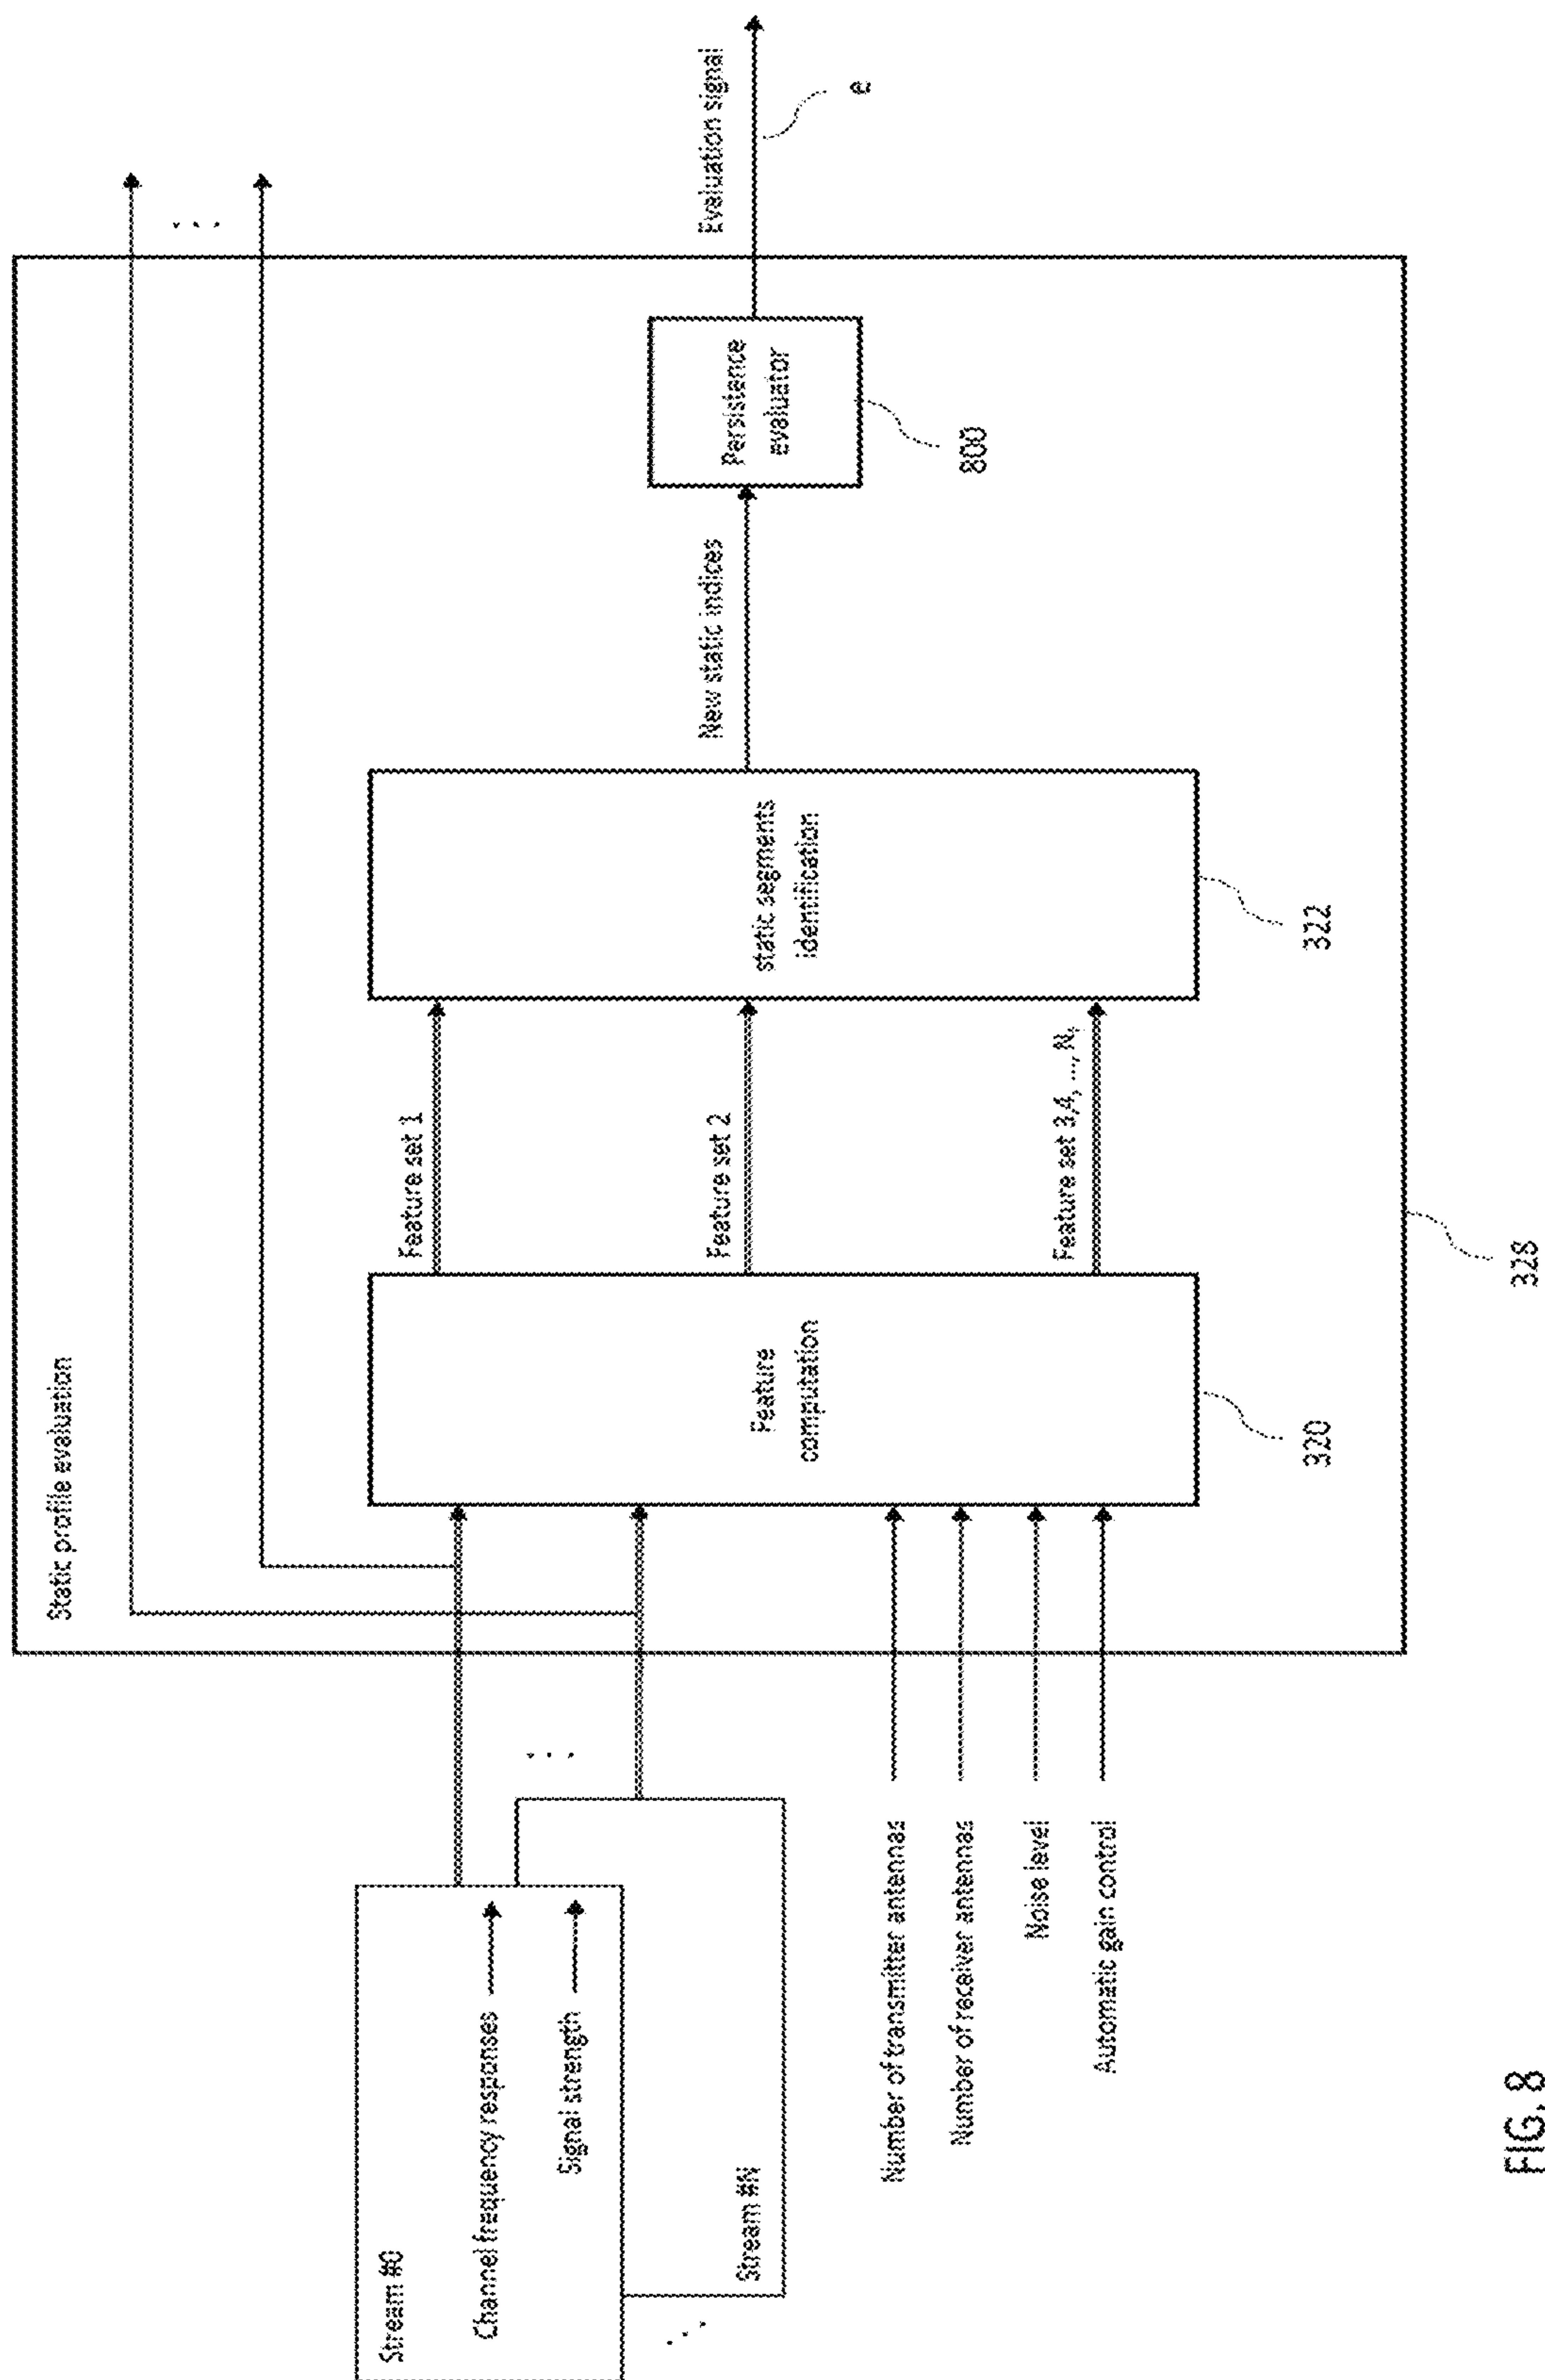 Static profile evaluation
Stream #0
Channel frequency responses
Signal strength
Stream #N
. . .
. . .
Number of transmitter antennas
Number of receiver antennas
Noise level
Automatic gain control
Feature
computation
320
Feature set 1
Feature set 2
Feature set 3,4, ..., N,
static segments
identification
322
New static indices
Persistance
evaluator
800
. . .
Evaluation signal
e
328
FIG. 8